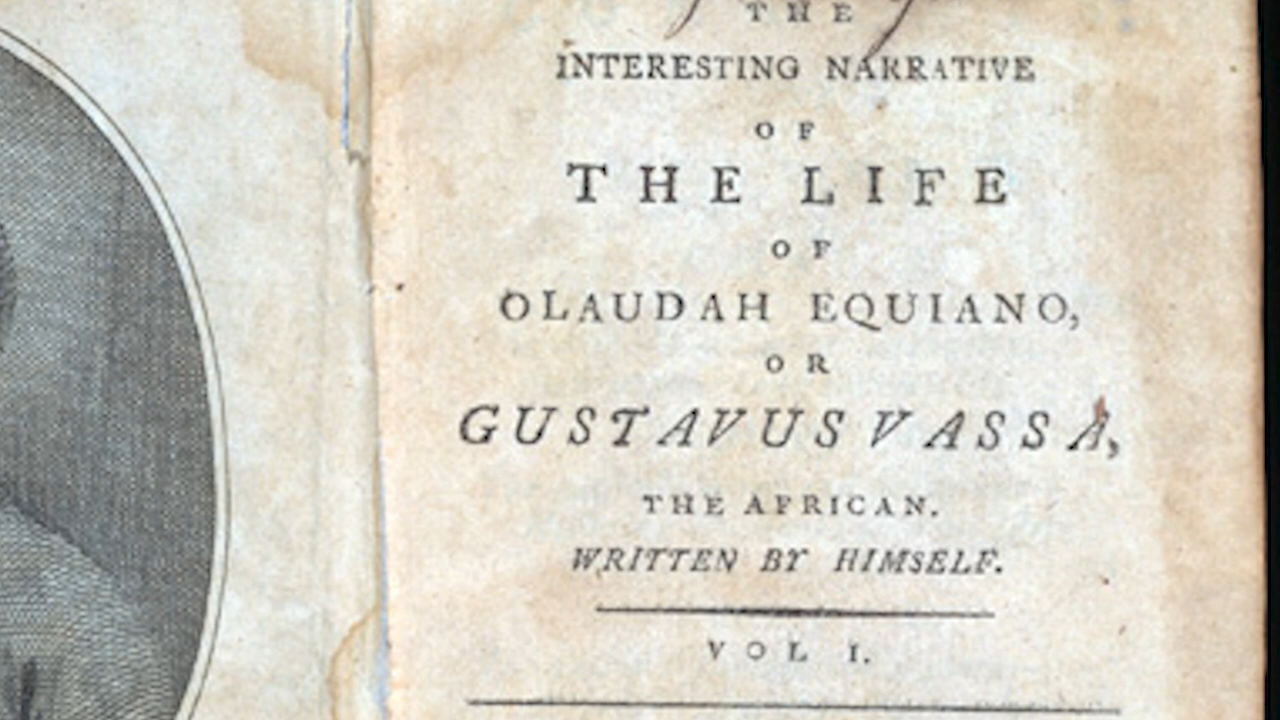 THE
INTERESTING NARRATIVE
OF
THE LIFE
OF
OLAUDAH EQUIANO,
OR
GUSTAVUS VASSA,
THE AFRICAN.
WRITTEN BY HIMSELF.
VOL I.